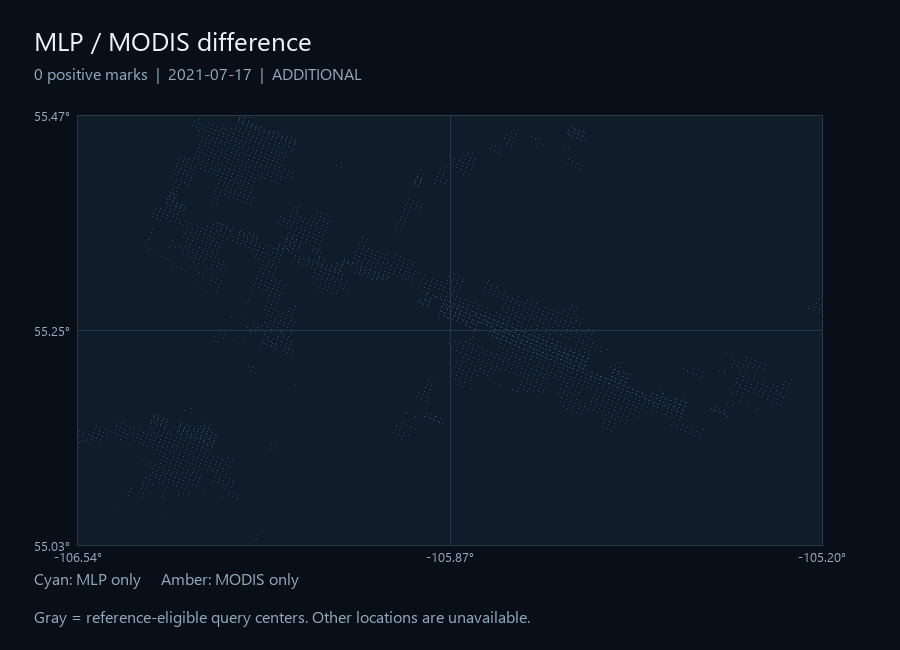 MLP / MODIS difference
0 positive marks | 2021-07-17 | ADDITIONAL
55.47°
55.25°
55.03°
-106.54° -105.87° -105.20°
Cyan: MLP only Amber: MODIS only
Gray = reference-eligible query centers. Other locations are unavailable.